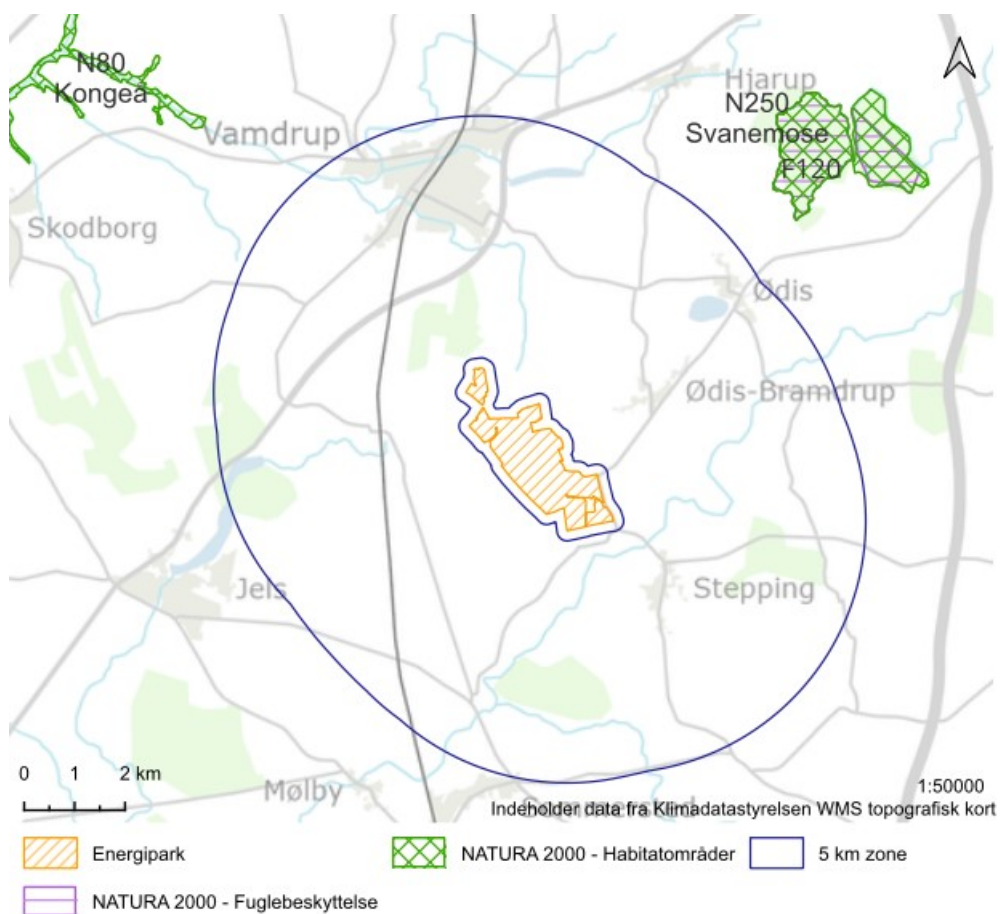 N80
Kongeå
Hjarup
N250
Svanemose
Vamdrup
F120
Skodborg
Ødis
Ødis-Bramdrup
Jels
Stepping
0 1 2 km
Mølby
1:50000
Indeholder data fra Klimadatastyrelsen WMS topografisk kort
Energipark
NATURA 2000 - Habitatområder
5 km zone
NATURA 2000 - Fuglebeskyttelse